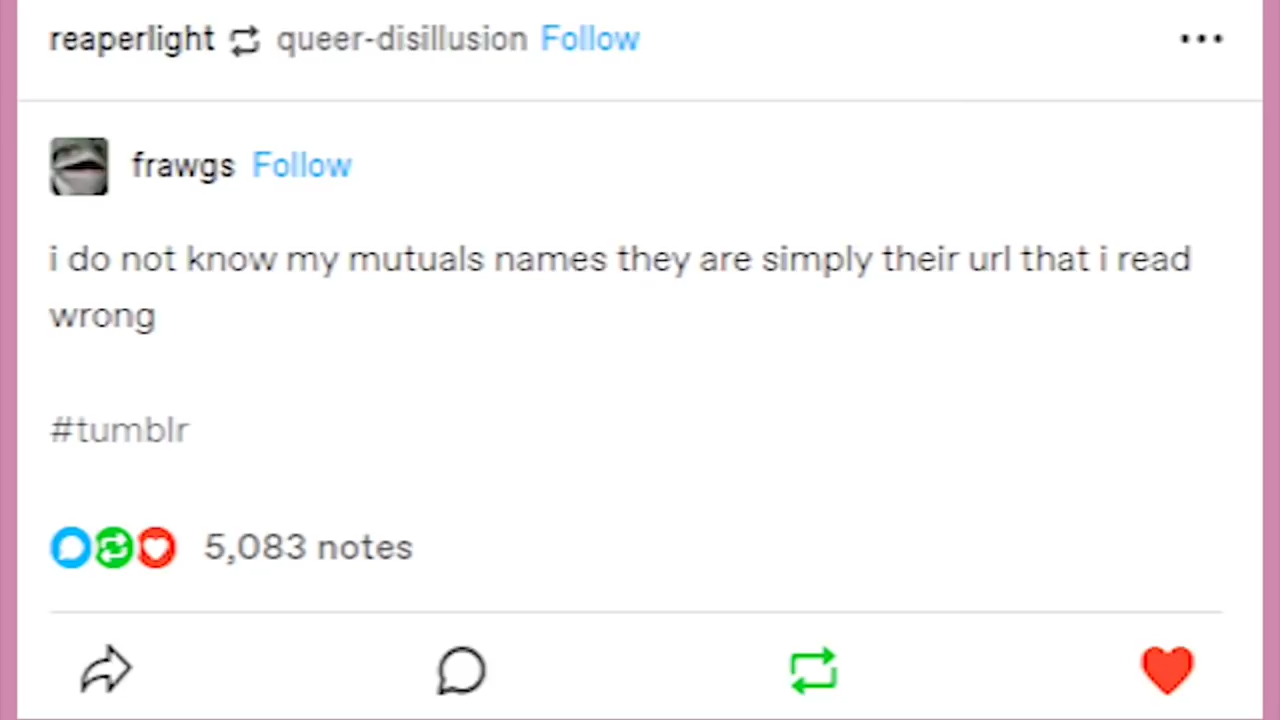 reaperlight queer-disillusion Follow
frawgs Follow
i do not know my mutuals names they are simply their url that i read
wrong
#tumblr
5,083 notes